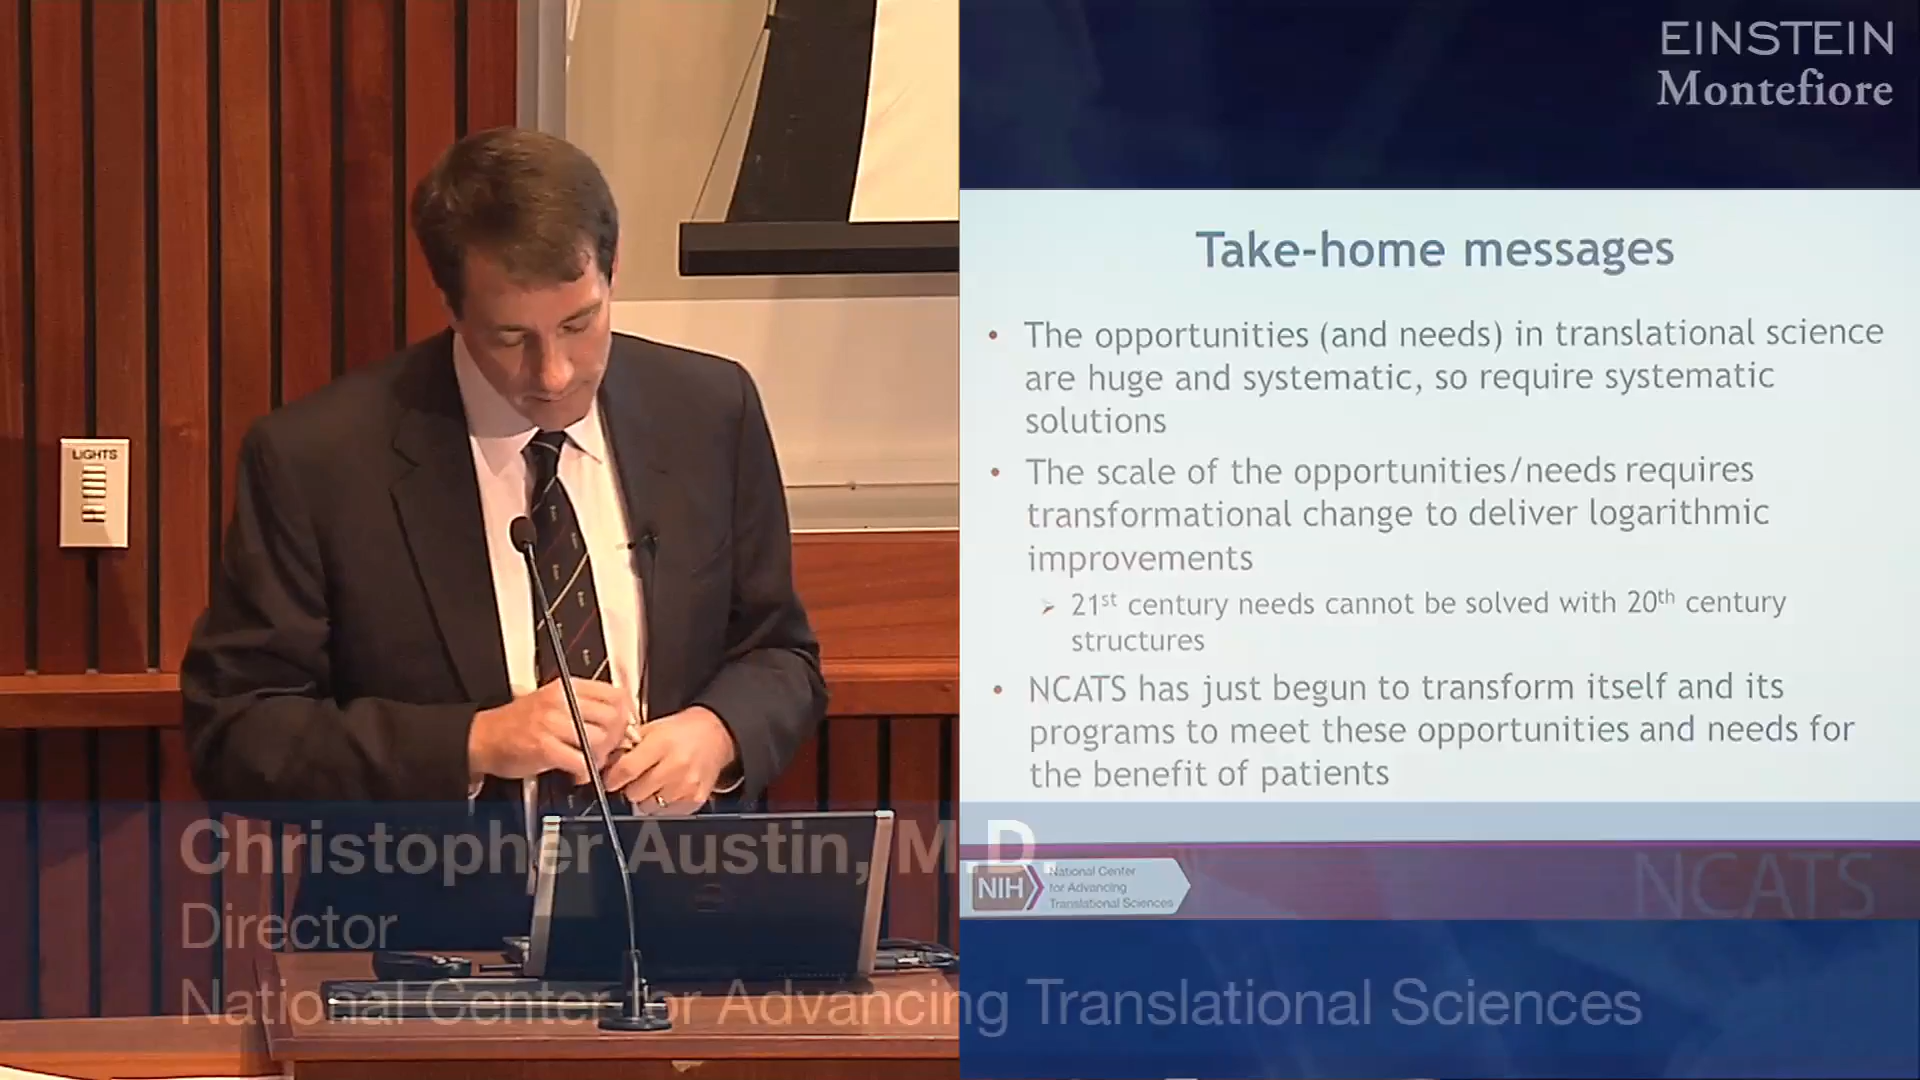 EINSTEIN
Montefiore
LIGHTS
Take-home messages
• The opportunities (and needs) in translational science
are huge and systematic, so require systematic
solutions
• The scale of the opportunities/needs requires
transformational change to deliver logarithmic
improvements
➢ 21st century needs cannot be solved with 20th century
structures
• NCATS has just begun to transform itself and its
programs to meet these opportunities and needs for
the benefit of patients
NIH
National Center
for Advancing
Translational Sciences
NCATS
Christopher Austin, M.D.
Director
National Center for Advancing Translational Sciences